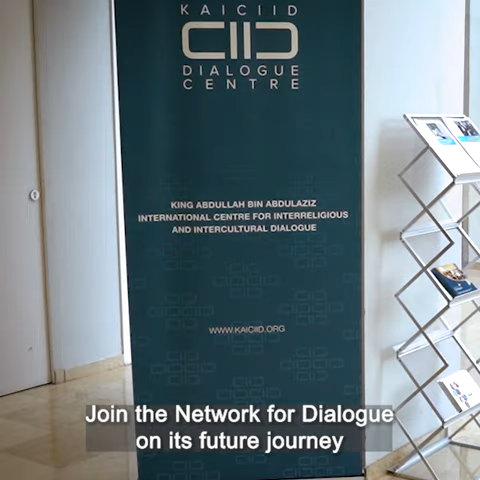 KAICIID
DIALOGUE
CENTRE
KING ABDULLAH BIN ABDULAZIZ
INTERNATIONAL CENTRE FOR INTERRELIGIOUS
AND INTERCULTURAL DIALOGUE
WWW.KAICIID.ORG
Join the Network for Dialogue
on its future journey